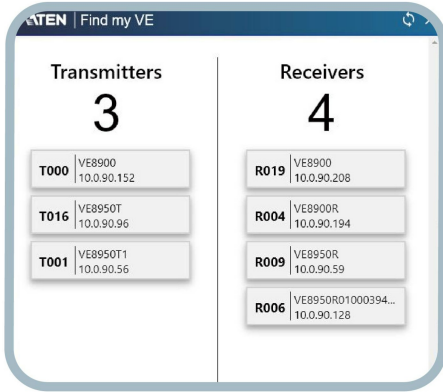 ATEN Find my VE
Transmitters
3
T000 VE8900
10.0.90.152
T016 VE8950T
10.0.90.96
T001 VE8950T1
10.0.90.56
Receivers
4
R019 VE8900
10.0.90.208
R004 VE8900R
10.0.90.194
R009 VE8950R
10.0.90.59
R006 VE8950R01000394...
10.0.90.128